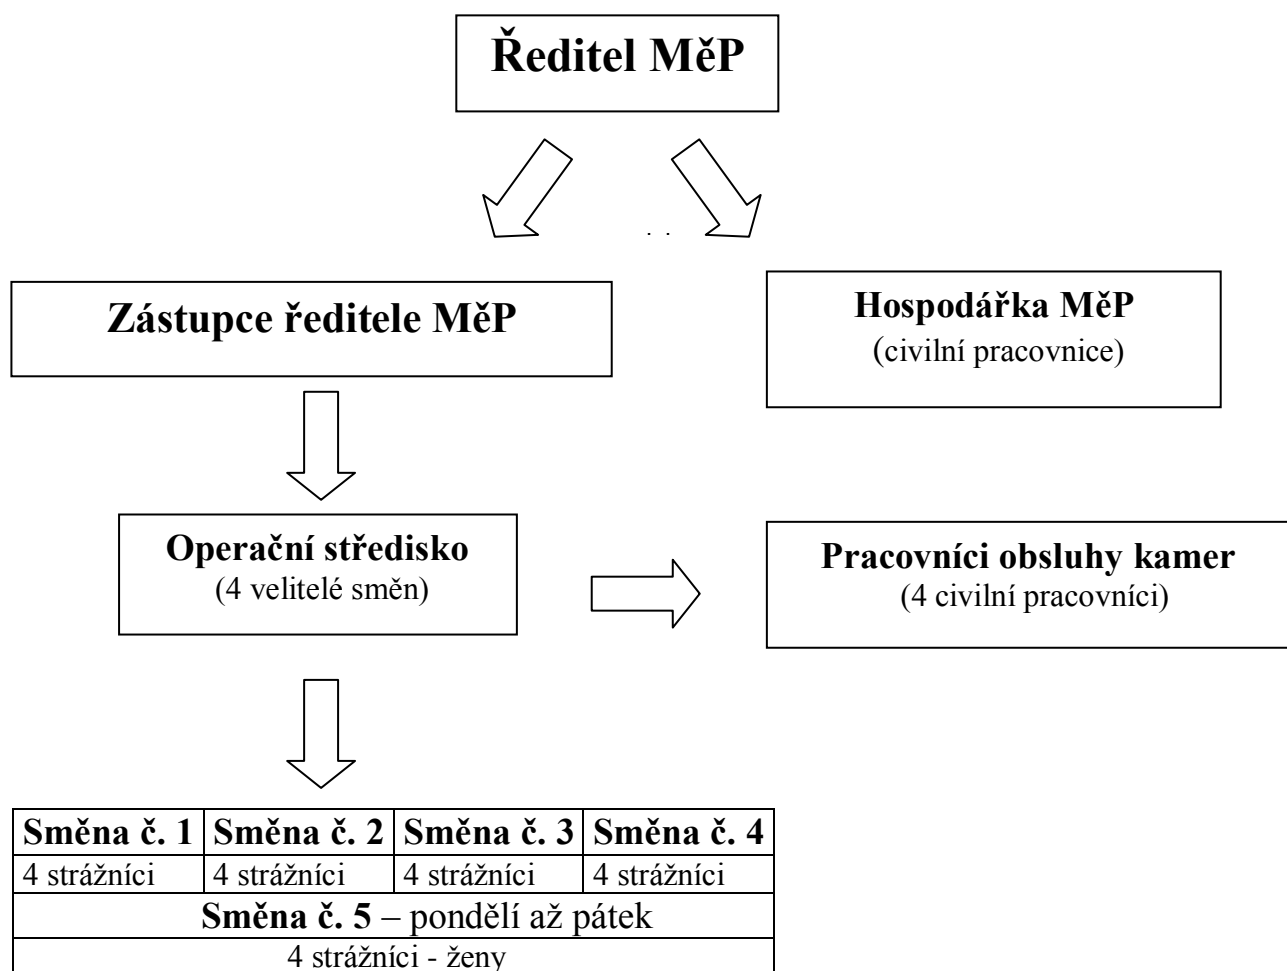 Ředitel MěP
Zástupce ředitele MěP
Hospodářka MěP
(civilní pracovnice)
Operační středisko
(4 velitelé směn)
Pracovníci obsluhy kamer
(4 civilní pracovníci)
Směna č. 1 Směna č. 2 Směna č. 3 Směna č. 4
4 strážníci 4 strážníci 4 strážníci 4 strážníci
Směna č. 5 – pondělí až pátek
4 strážníci - ženy